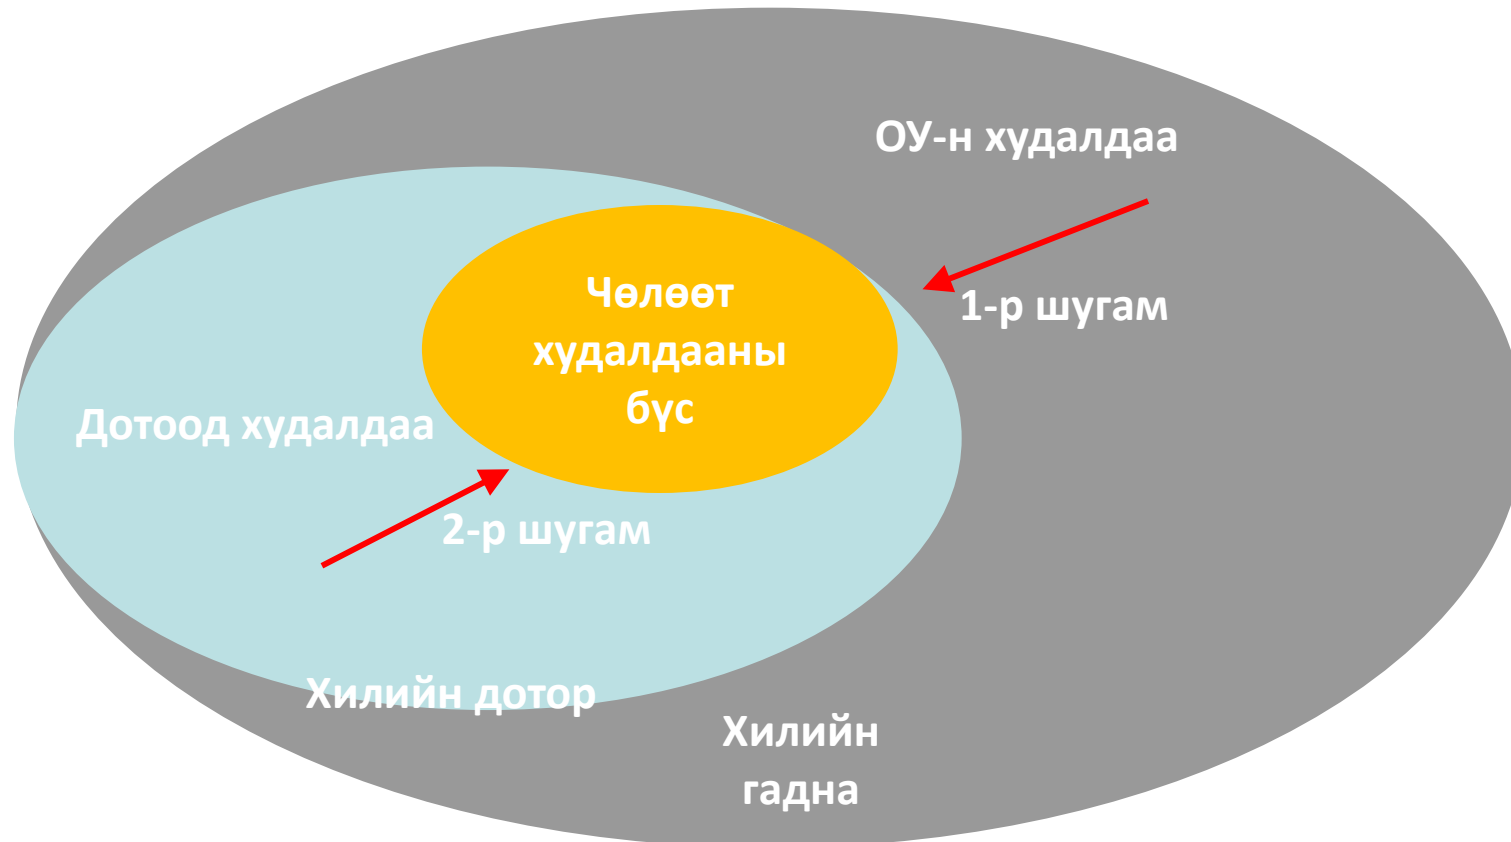 ОУ-н худалдаа
1-р шугам
Чөлөөт
худалдааны
бүс
Дотоод худалдаа
2-р шугам
Хилийн дотор
Хилийн
гадна